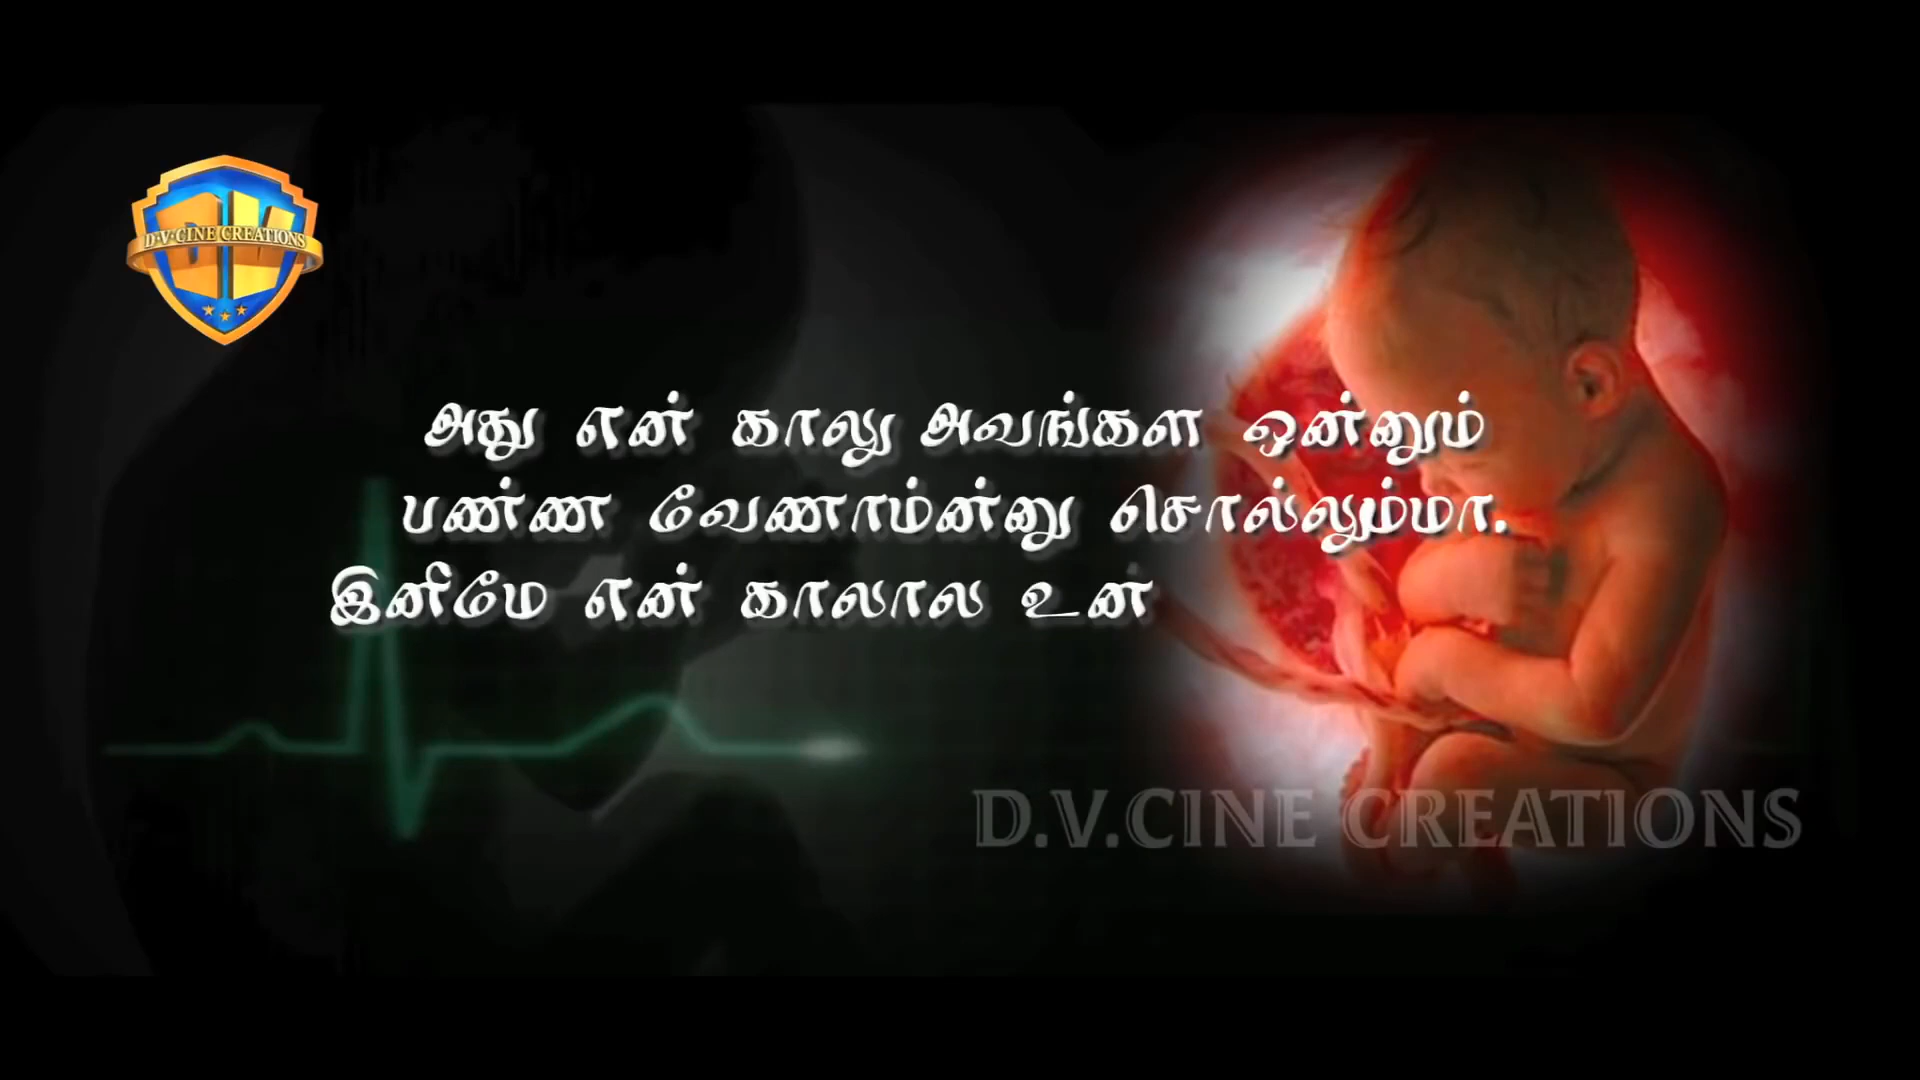 D·V·CINE CREATIONS
அது என் காலு அவங்கள ஒன்னும்
பண்ண வேணாம்ன்னு சொல்லும்மா.
இனிமே என் காலால உன்
D.V.CINE CREATIONS